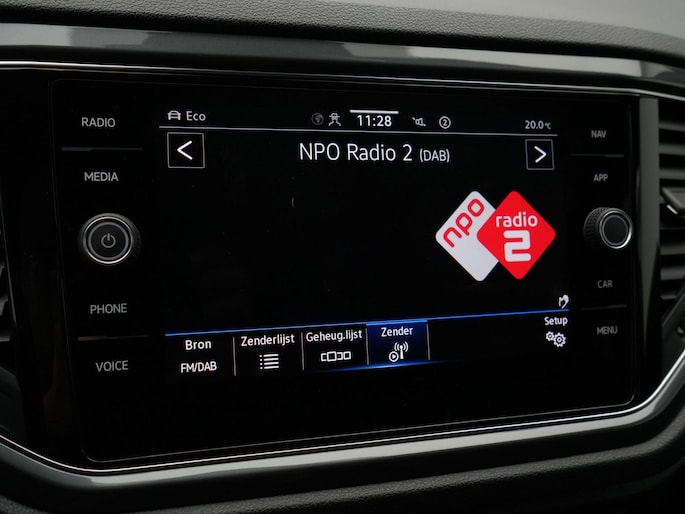 RADIO
MEDIA
PHONE
VOICE
Eco
11:28
2
20.0°C
<
NPO Radio 2 (DAB)
>
npo
radio
2
Bron
FM/DAB
Zenderlijst
Geheug.lijst
Zender
Setup
NAV
APP
CAR
MENU